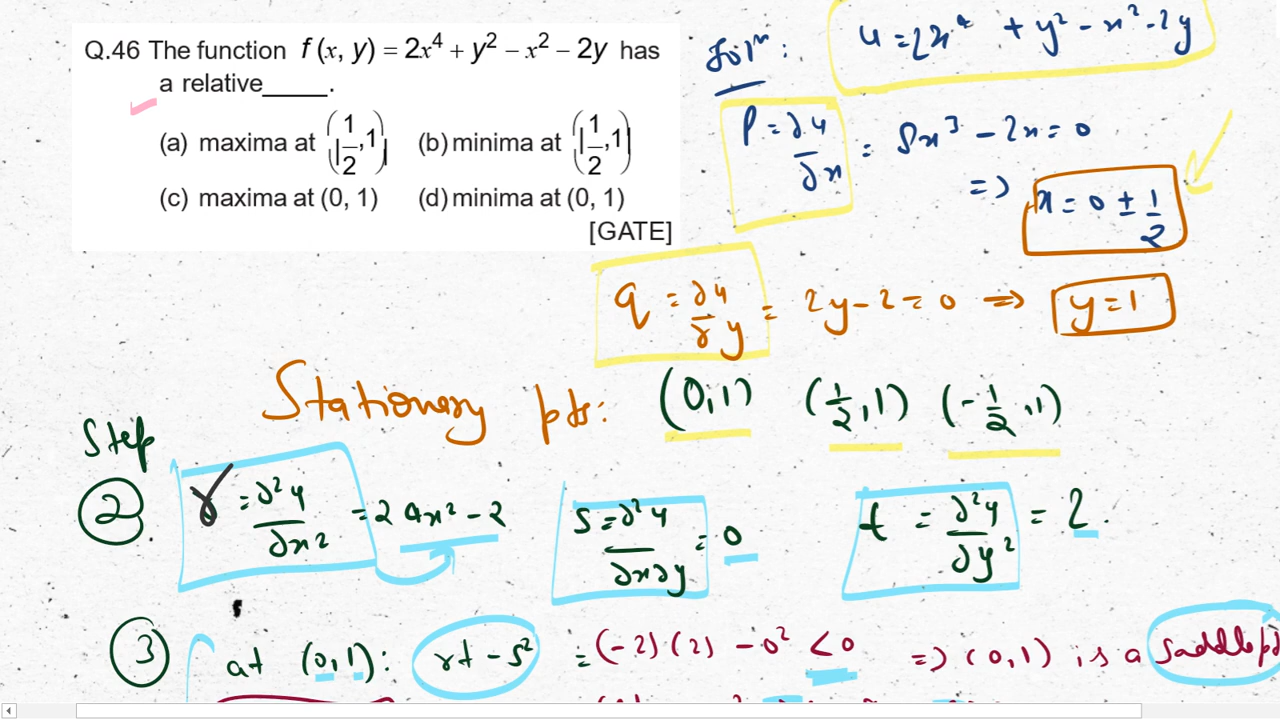 Q.46 The function f(x, y) = 2x⁴ + y² − x² − 2y has
a relative_____.
(a) maxima at (1/2, 1) (b) minima at (1/2, 1)
(c) maxima at (0, 1) (d) minima at (0, 1)
[GATE]
Solⁿ: u = 2x⁴ + y² − x² − 2y
P = ∂u/∂x = 8x³ − 2x = 0
=> x = 0 ± 1/2
q = ∂u/∂y = 2y − 2 = 0 => y = 1
Stationary pts: (0,1) (1/2, 1) (-1/2, 1)
Step
② r = ∂²u/∂x² = 24x² − 2 s = ∂²u/∂x∂y = 0 t = ∂²u/∂y² = 2.
③ at (0,1): rt − s² = (−2)(2) − 0² < 0 => (0,1) is a Saddle pt